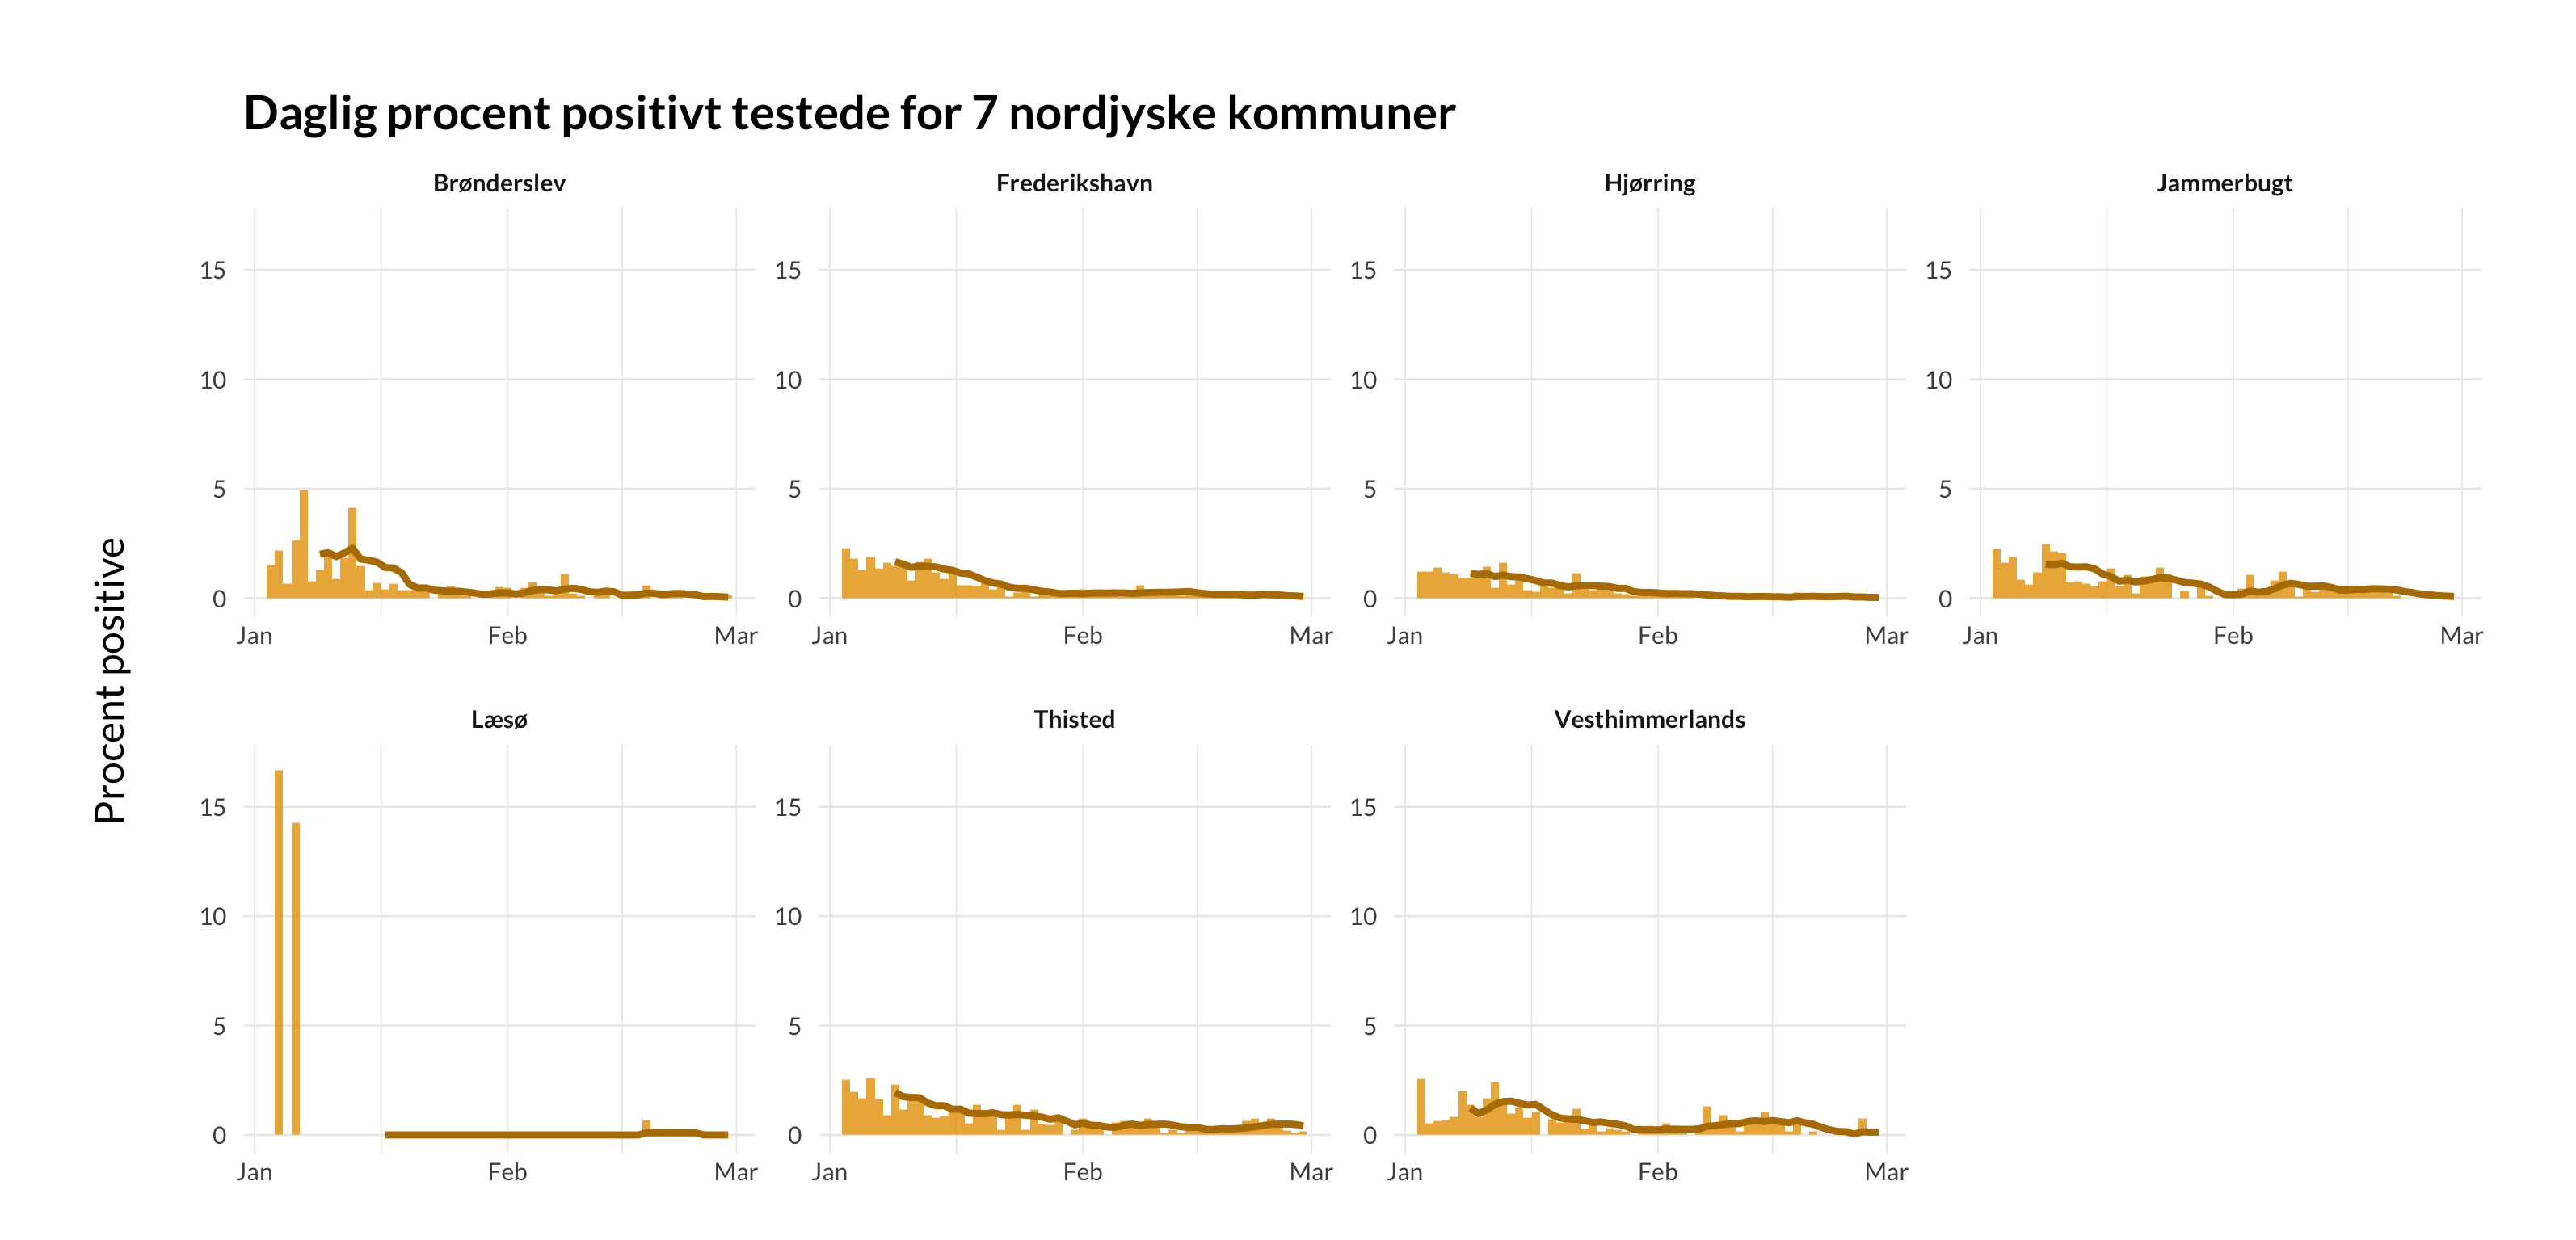 Daglig procent positivt testede for 7 nordjyske kommuner
Procent positive
Brønderslev
15
10
5
0
Jan Feb Mar
Frederikshavn
15
10
5
0
Jan Feb Mar
Hjørring
15
10
5
0
Jan Feb Mar
Jammerbugt
15
10
5
0
Jan Feb Mar
Læsø
15
10
5
0
Jan Feb Mar
Thisted
15
10
5
0
Jan Feb Mar
Vesthimmerlands
15
10
5
0
Jan Feb Mar